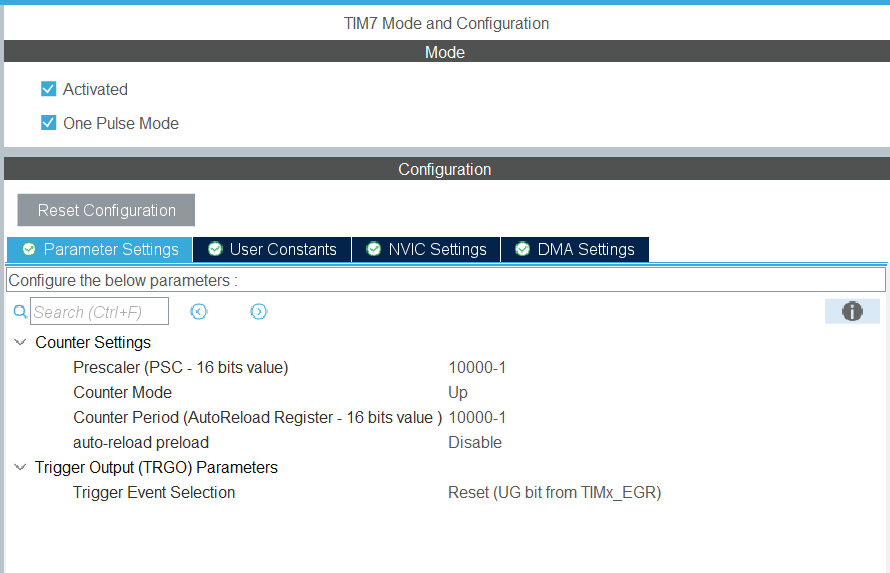 TIM7 Mode and Configuration
Mode
Activated
One Pulse Mode
Configuration
Reset Configuration
Parameter Settings User Constants NVIC Settings DMA Settings
Configure the below parameters :
Search (Ctrl+F)
Counter Settings
Prescaler (PSC - 16 bits value) 10000-1
Counter Mode Up
Counter Period (AutoReload Register - 16 bits value ) 10000-1
auto-reload preload Disable
Trigger Output (TRGO) Parameters
Trigger Event Selection Reset (UG bit from TIMx_EGR)